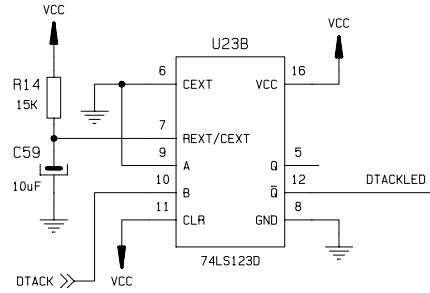 VCC
VCC
U23B
R14
15K
6
CEXT
VCC
16
7
REXT/CEXT
C59
10uF
9
A
Q
5
10
B
Q̅
12
DTACKLED
11
CLR
GND
8
74LS123D
DTACK
VCC